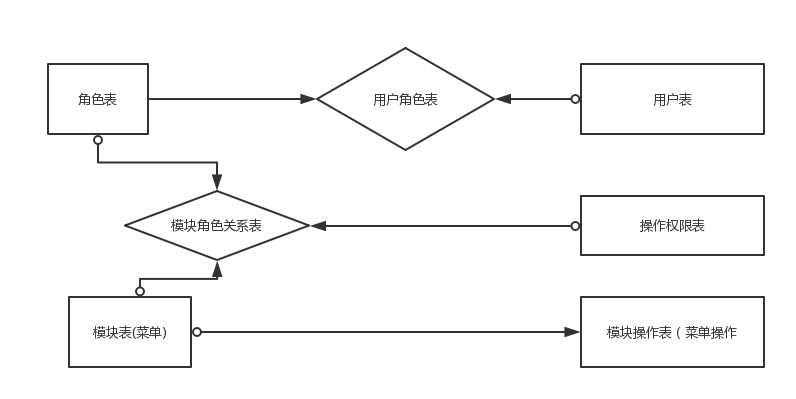 角色表
用户角色表
用户表
模块角色关系表
操作权限表
模块表(菜单)
模块操作表（菜单操作